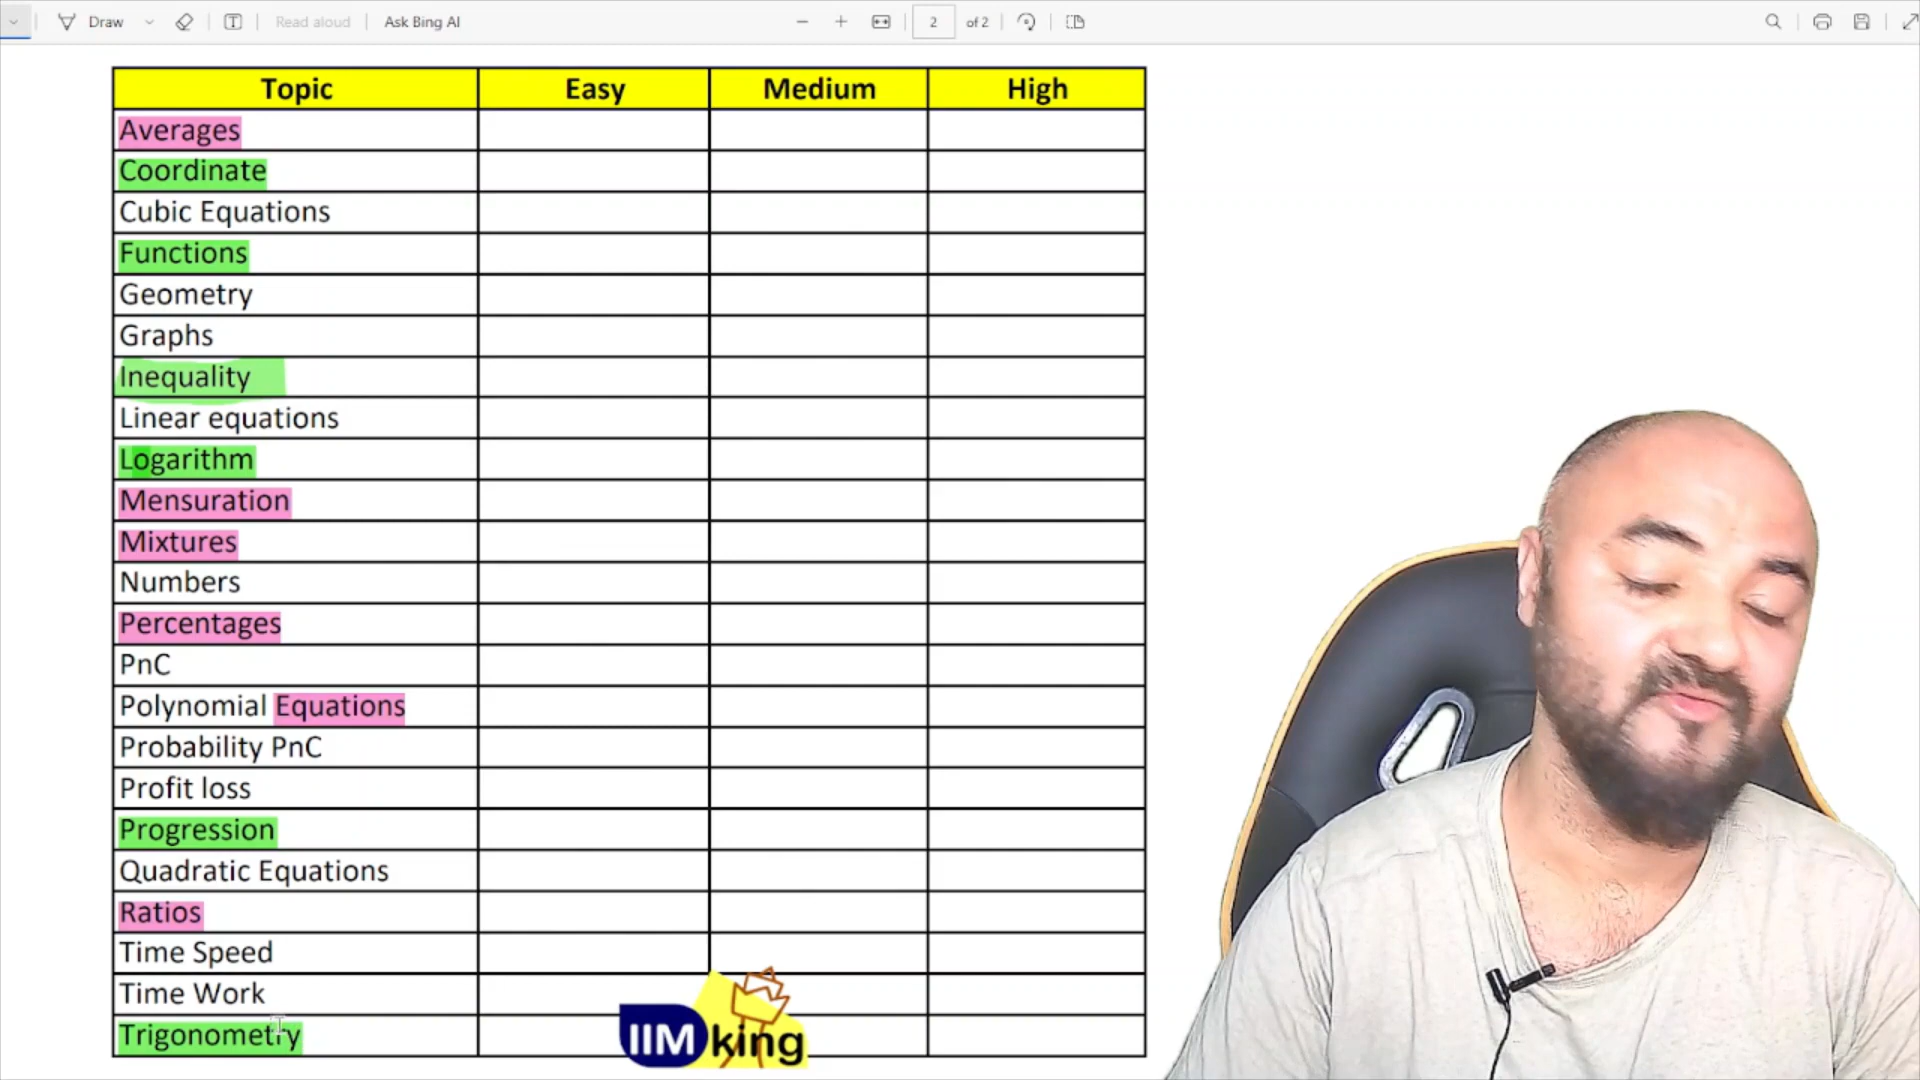 Draw
Read aloud
Ask Bing AI
2
of 2
Topic Easy Medium High
Averages
Coordinate
Cubic Equations
Functions
Geometry
Graphs
Inequality
Linear equations
Logarithm
Mensuration
Mixtures
Numbers
Percentages
PnC
Polynomial Equations
Probability PnC
Profit loss
Progression
Quadratic Equations
Ratios
Time Speed
Time Work
Trigonometry
IIM king